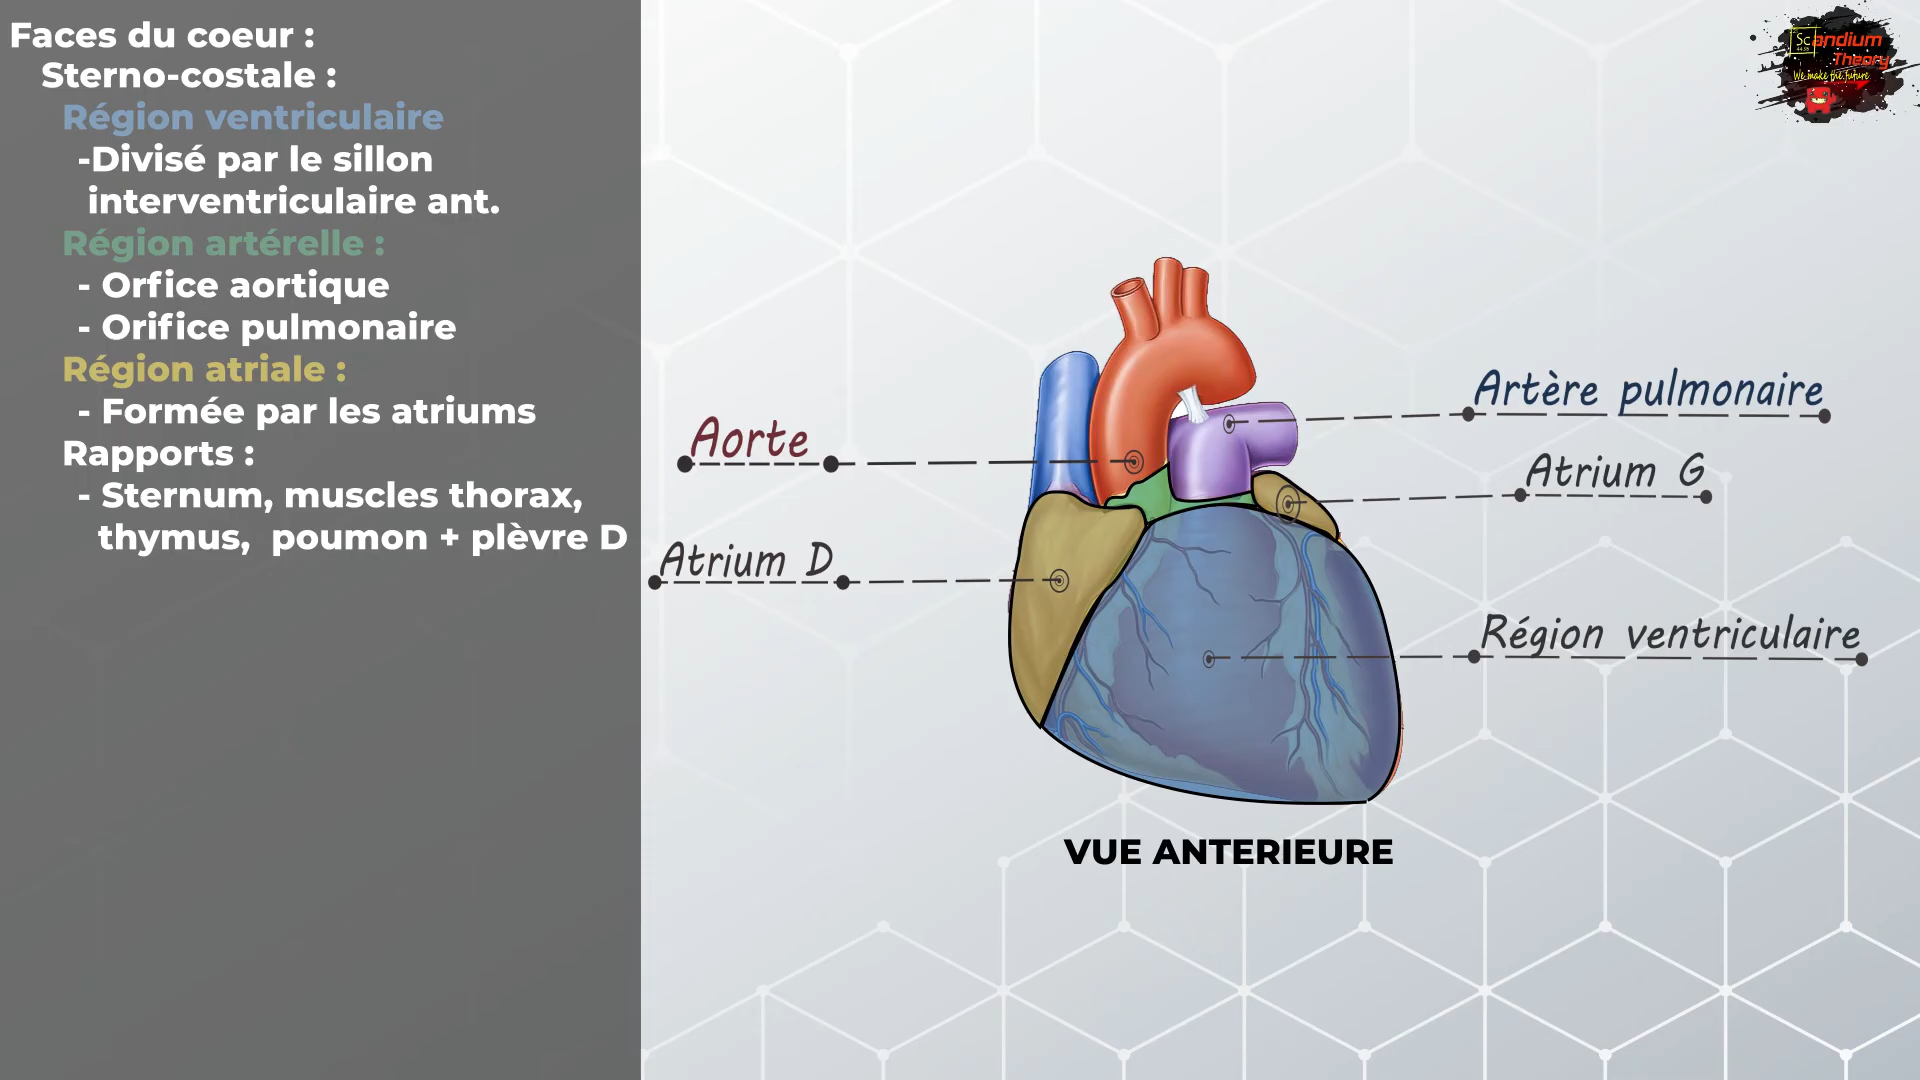 Faces du coeur :
Sterno-costale :
Région ventriculaire
-Divisé par le sillon
interventriculaire ant.
Région artérelle :
- Orfice aortique
- Orifice pulmonaire
Région atriale :
- Formée par les atriums
Rapports :
- Sternum, muscles thorax,
thymus, poumon + plèvre D
Scandium
Theory
We make the future
Artère pulmonaire
Aorte
Atrium G
Atrium D
Région ventriculaire
VUE ANTERIEURE